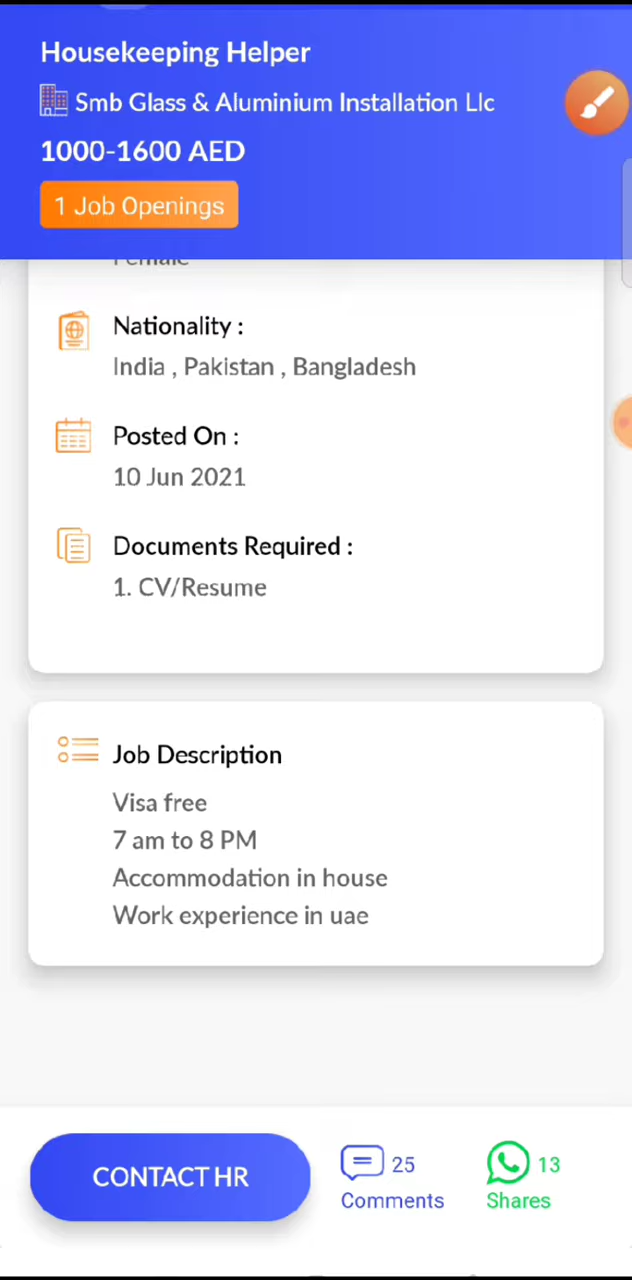 Housekeeping Helper
Smb Glass & Aluminium Installation Llc
1000-1600 AED
1 Job Openings
Female
Nationality :
India , Pakistan , Bangladesh
Posted On :
10 Jun 2021
Documents Required :
1. CV/Resume
Job Description
Visa free
7 am to 8 PM
Accommodation in house
Work experience in uae
CONTACT HR
25
Comments
13
Shares